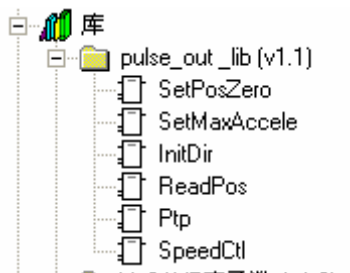 库
pulse_out _lib (v1.1)
SetPosZero
SetMaxAccele
InitDir
ReadPos
Ptp
SpeedCtl